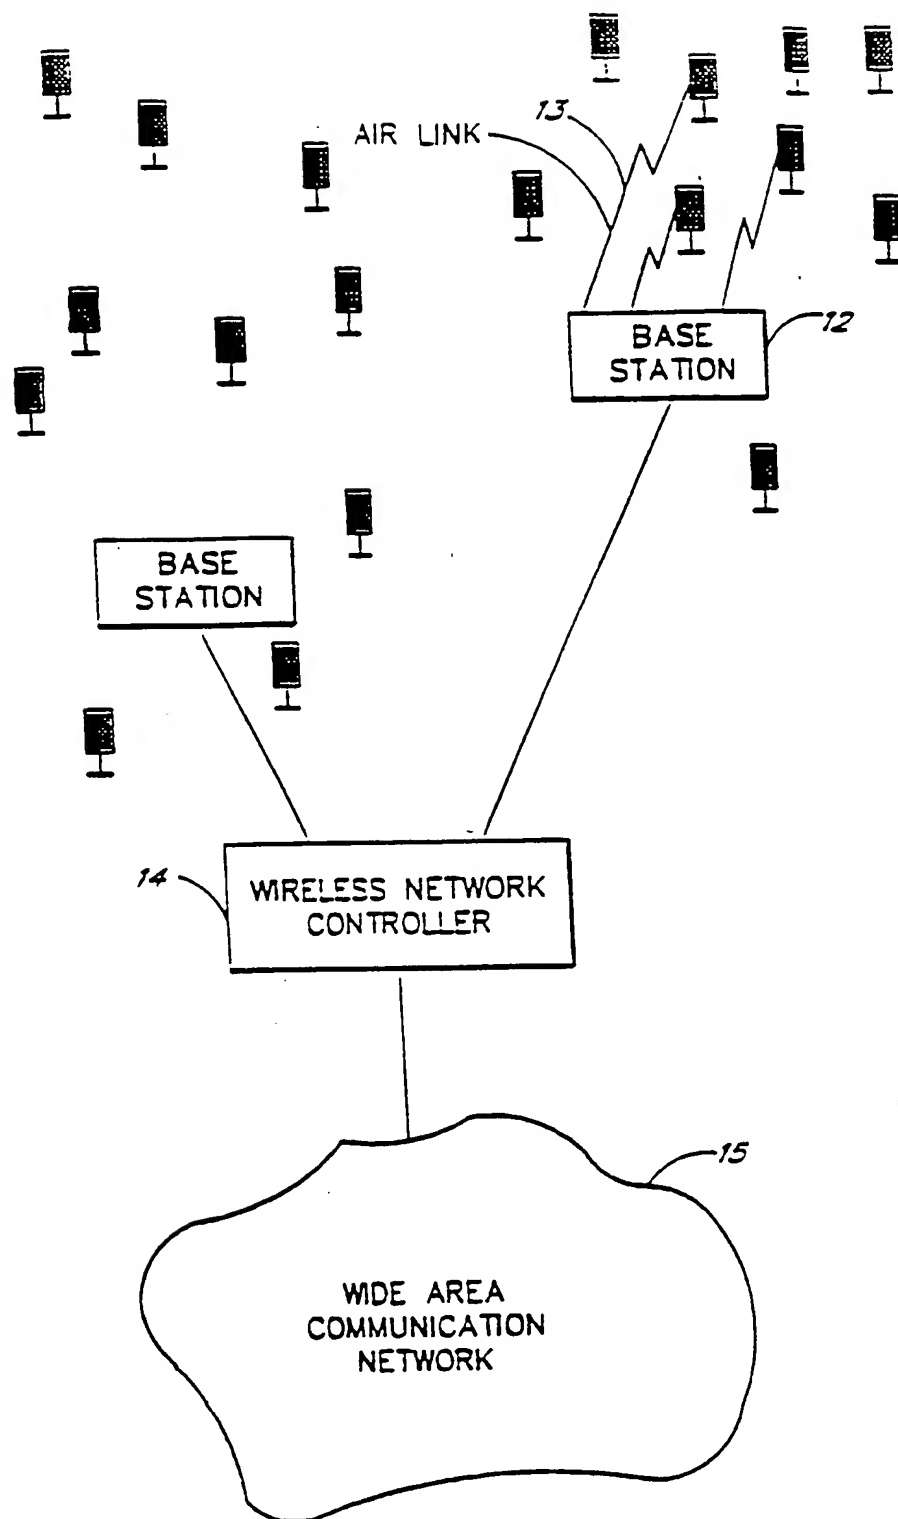 13
AIR LINK
12
BASE
STATION
BASE
STATION
14
WIRELESS NETWORK
CONTROLLER
15
WIDE AREA
COMMUNICATION
NETWORK